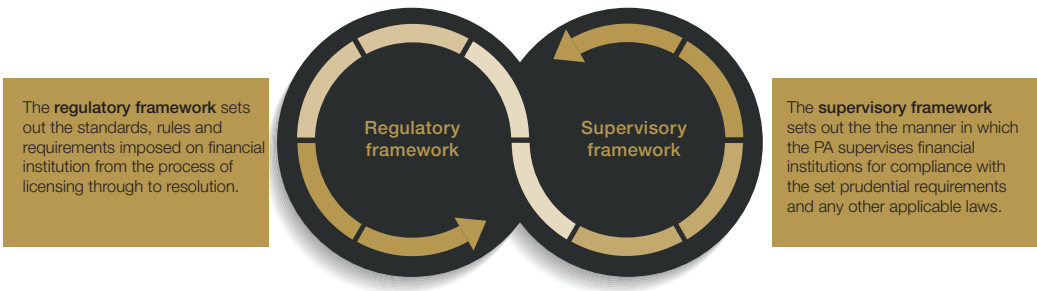 The regulatory framework sets
out the standards, rules and
requirements imposed on financial
institution from the process of
licensing through to resolution.
Regulatory
framework
Supervisory
framework
The supervisory framework
sets out the the manner in which
the PA supervises financial
institutions for compliance with
the set prudential requirements
and any other applicable laws.